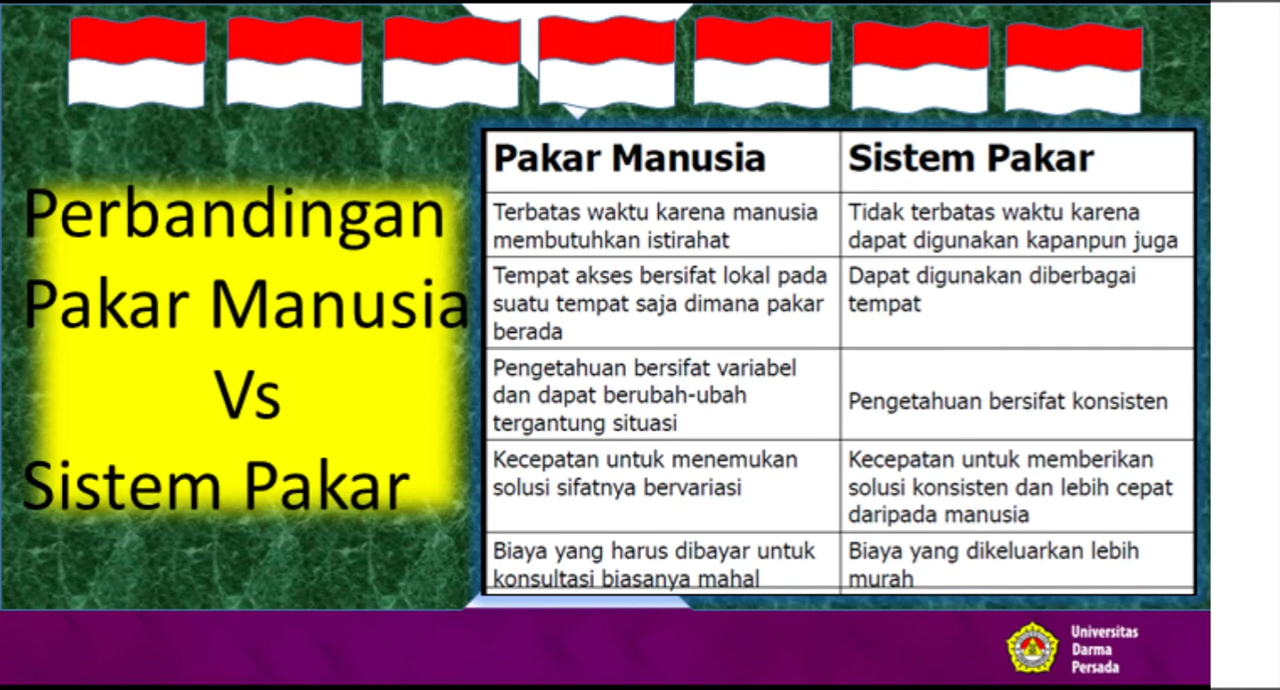 Perbandingan
Pakar Manusia
Vs
Sistem Pakar
Pakar Manusia
Sistem Pakar
Terbatas waktu karena manusia
membutuhkan istirahat
Tidak terbatas waktu karena
dapat digunakan kapanpun juga
Tempat akses bersifat lokal pada
suatu tempat saja dimana pakar
berada
Dapat digunakan diberbagai
tempat
Pengetahuan bersifat variabel
dan dapat berubah-ubah
tergantung situasi
Pengetahuan bersifat konsisten
Kecepatan untuk menemukan
solusi sifatnya bervariasi
Kecepatan untuk memberikan
solusi konsisten dan lebih cepat
daripada manusia
Biaya yang harus dibayar untuk
konsultasi biasanya mahal
Biaya yang dikeluarkan lebih
murah
Universitas
Darma
Persada